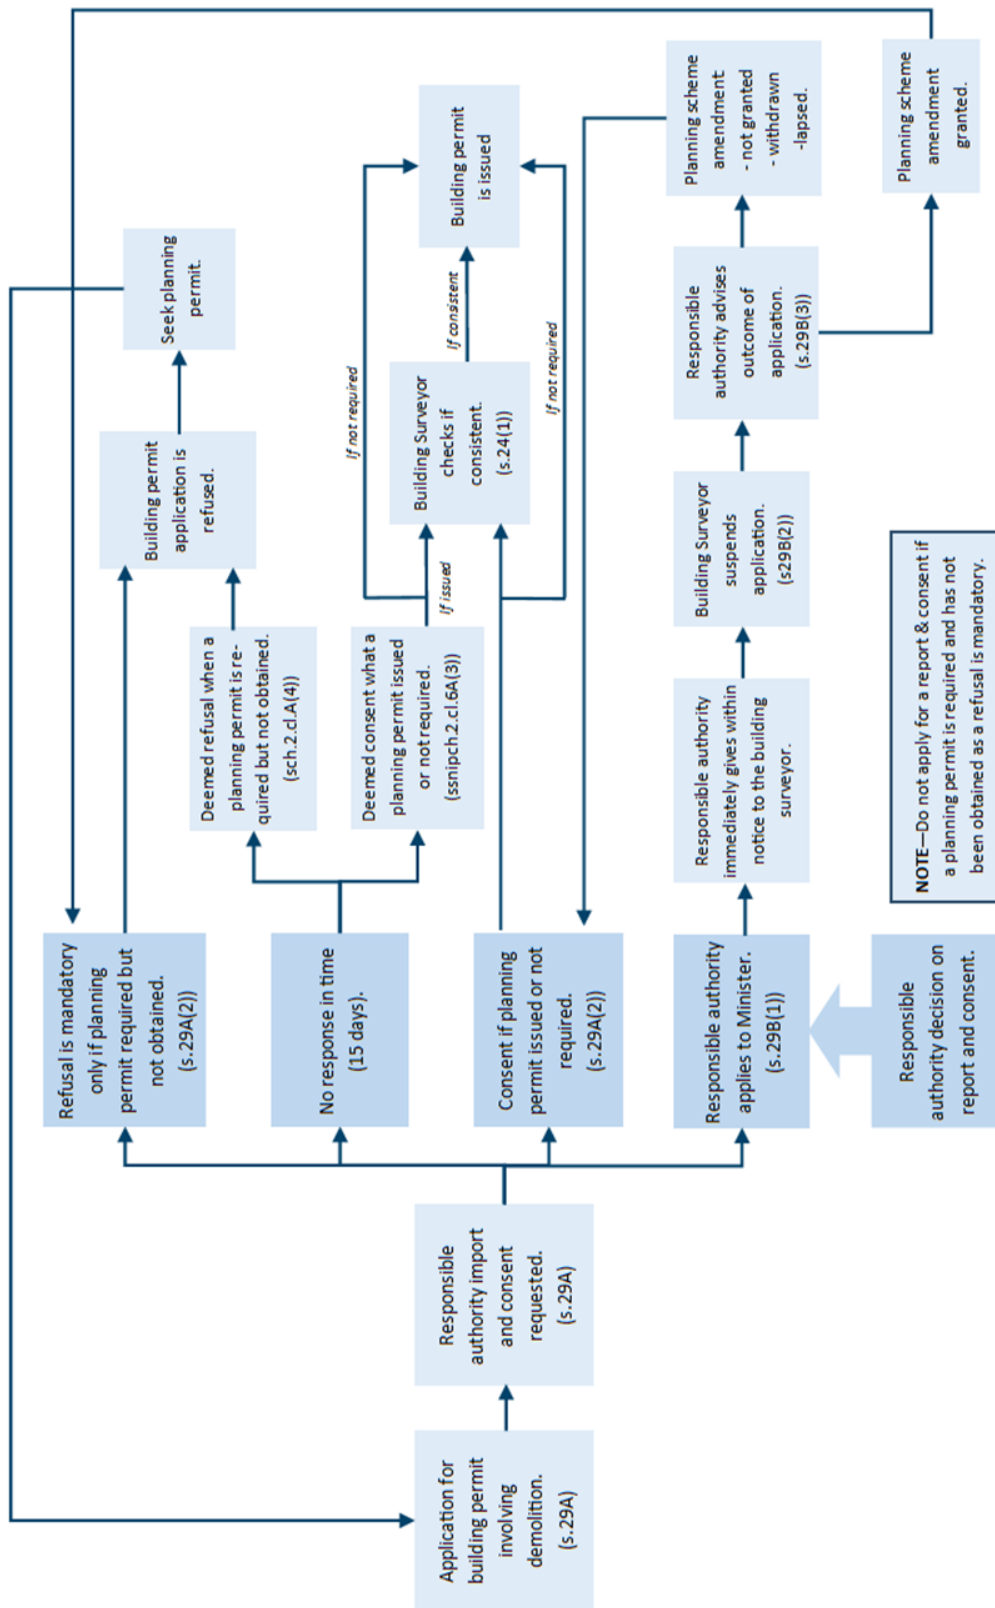 Application for
building permit
involving
demolition.
(s.29A)
Responsible
authority import
and consent
requested.
(s.29A)
Refusal is mandatory
only if planning
permit required but
not obtained.
(s.29A(2))
No response in time
(15 days).
Consent if planning
permit issued or not
required.
(s.29A(2))
Responsible authority
applies to Minister.
(s.29B(1))
Responsible
authority decision on
report and consent.
Deemed refusal when a
planning permit is re-
quired but not obtained.
(sch.2.cl.A(4))
Deemed consent what a
planning permit issued
or not required.
(ssnipch.2.cl.6A(3))
Responsible authority
immediately gives within
notice to the building
surveyor.
Building permit
application is
refused.
Seek planning
permit.
If issued
If not required
Building Surveyor
checks if
consistent.
(s.24(1))
If consistent
If not required
Building permit
is issued
Building Surveyor
suspends
application.
(s29B(2))
Responsible
authority advises
outcome of
application.
(s.29B(3))
Planning scheme
amendment
- not granted
- withdrawn
-lapsed.
Planning scheme
amendment
granted.
NOTE—Do not apply for a report & consent if
a planning permit is required and has not
been obtained as a refusal is mandatory.